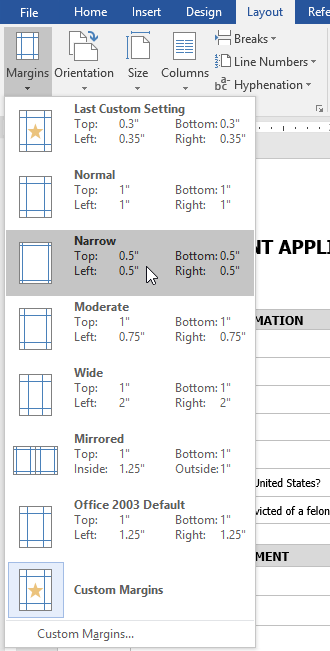 File Home Insert Design Layout Refe
Margins Orientation Size Columns
Breaks
Line Numbers
Hyphenation
Last Custom Setting
Top: 0.3" Bottom: 0.3"
Left: 0.35" Right: 0.35"
Normal
Top: 1" Bottom: 1"
Left: 1" Right: 1"
Narrow
Top: 0.5" Bottom: 0.5"
Left: 0.5" Right: 0.5"
NT APPLI
Moderate
Top: 1" Bottom: 1"
Left: 0.75" Right: 0.75"
MATION
Wide
Top: 1" Bottom: 1"
Left: 2" Right: 2"
Mirrored
Top: 1" Bottom: 1"
Inside: 1.25" Outside: 1"
United States?
Office 2003 Default
Top: 1" Bottom: 1"
Left: 1.25" Right: 1.25"
victed of a felon
MENT
Custom Margins
Custom Margins...